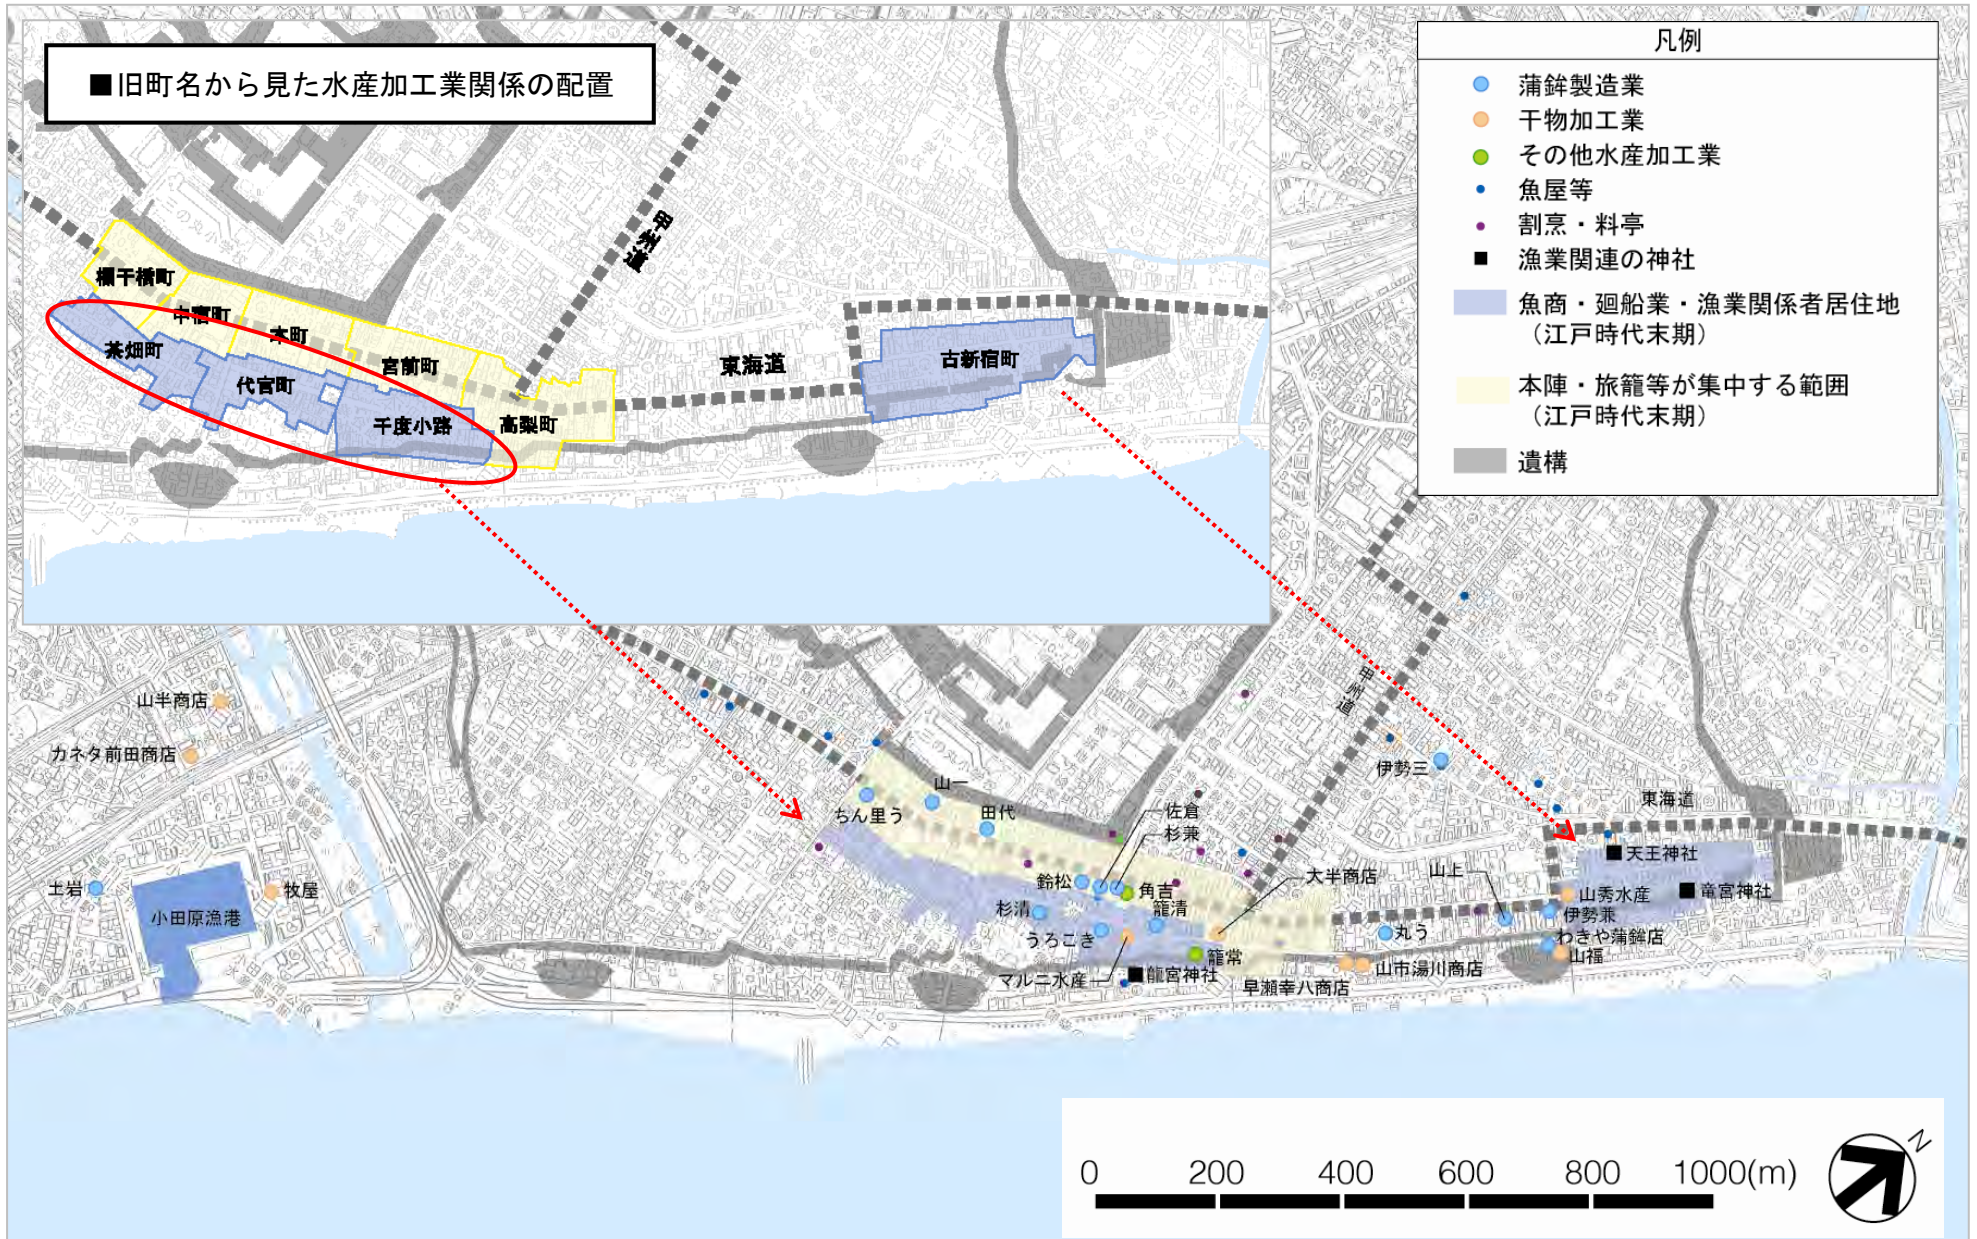 ■旧町名から見た水産加工業関係の配置
凡例
蒲鉾製造業
干物加工業
その他水産加工業
魚屋等
割烹・料亭
漁業関連の神社
魚商・廻船業・漁業関係者居住地
（江戸時代末期）
本陣・旅籠等が集中する範囲
（江戸時代末期）
遺構
甲州道
欄干橋町
中宿町
本町
茶畑町
宮前町
代官町
千度小路
高梨町
東海道
古新宿町
山半商店
カネタ前田商店
土岩
小田原漁港
牧屋
甲州道
伊勢三
東海道
山一
ちん里う
田代
佐倉
杉兼
鈴松
角吉
大半商店
山上
天王神社
竜宮神社
山秀水産
杉清
籠清
伊勢兼
うろこき
丸う
わきや蒲鉾店
山福
籠常
マルニ水産
龍宮神社
山市湯川商店
早瀬幸八商店
0 200 400 600 800 1000(m)
N